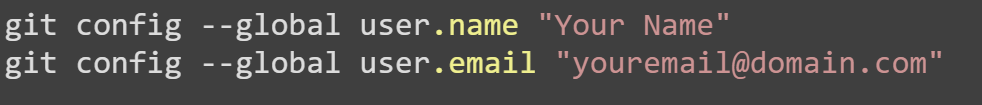 git config --global user.name "Your Name"
git config --global user.email "youremail@domain.com"